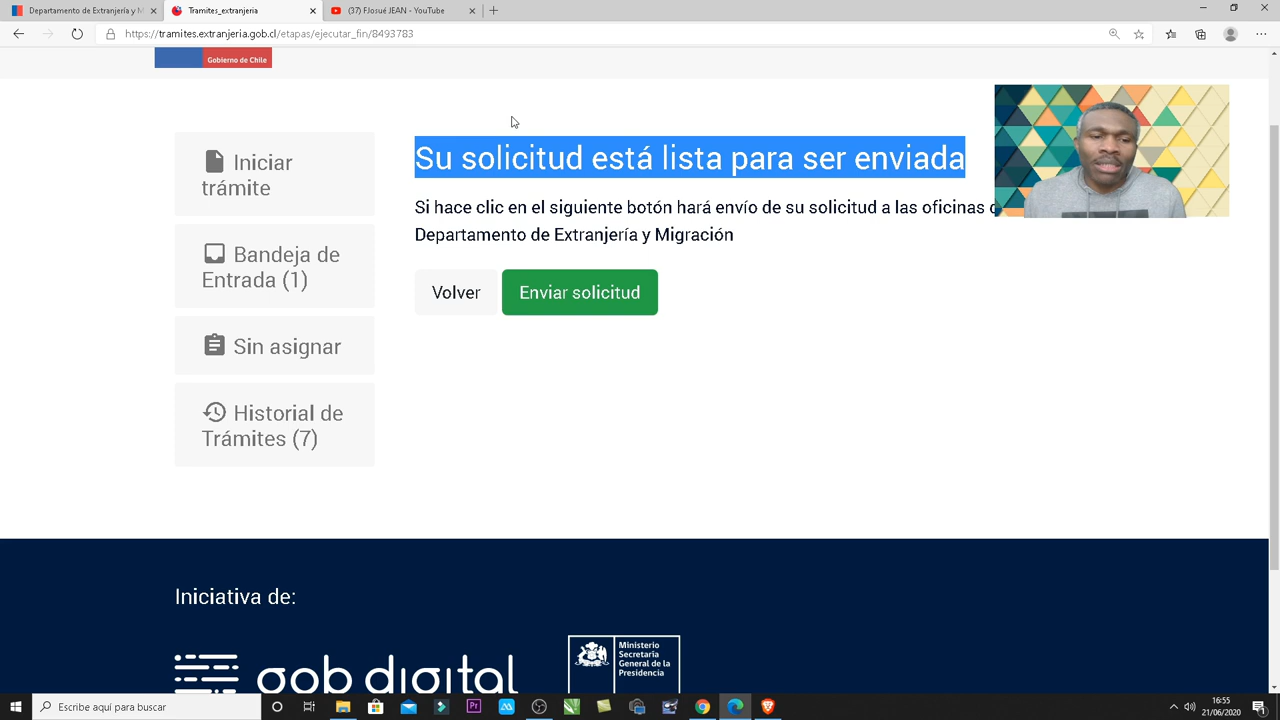 Departamento de Extranjería y M
Tramites_extranjeria
(37) FJosué JEAN - YouTube
https://tramites.extranjeria.gob.cl/etapas/ejecutar_fin/8493783
Gobierno de Chile
Iniciar
trámite
Bandeja de
Entrada (1)
Sin asignar
Historial de
Trámites (7)
Su solicitud está lista para ser enviada
Si hace clic en el siguiente botón hará envío de su solicitud a las oficinas
Departamento de Extranjería y Migración
Volver
Enviar solicitud
Iniciativa de:
gob digital
Ministerio
Secretaría
General de la
Presidencia
Escribe aquí para buscar
16:55
21/06/2020